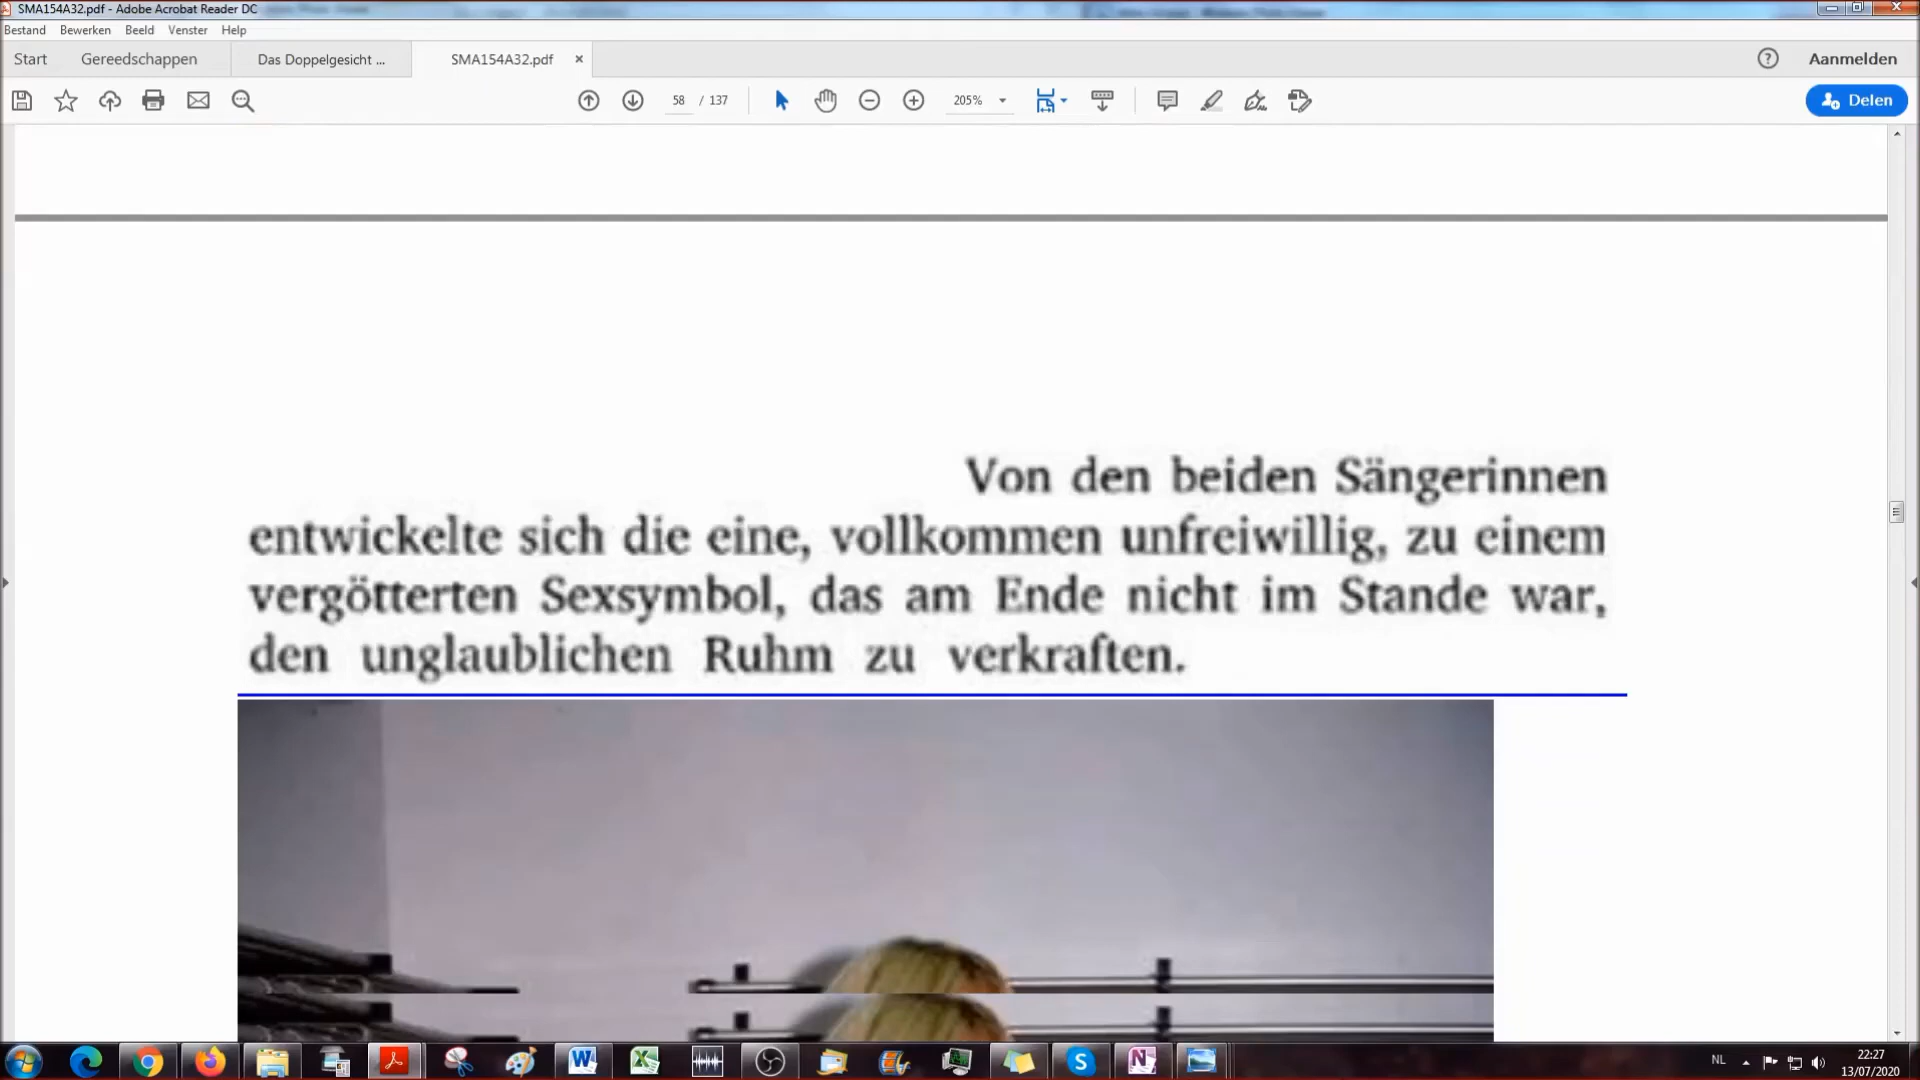 SMA154A32.pdf - Adobe Acrobat Reader DC
Bestand Bewerken Beeld Venster Help
Start Gereedschappen Das Doppelgesicht ... SMA154A32.pdf Aanmelden
58 / 137 205% Delen
Von den beiden Sängerinnen
entwickelte sich die eine, vollkommen unfreiwillig, zu einem
vergötterten Sexsymbol, das am Ende nicht im Stande war,
den unglaublichen Ruhm zu verkraften.
NL 22:27
13/07/2020